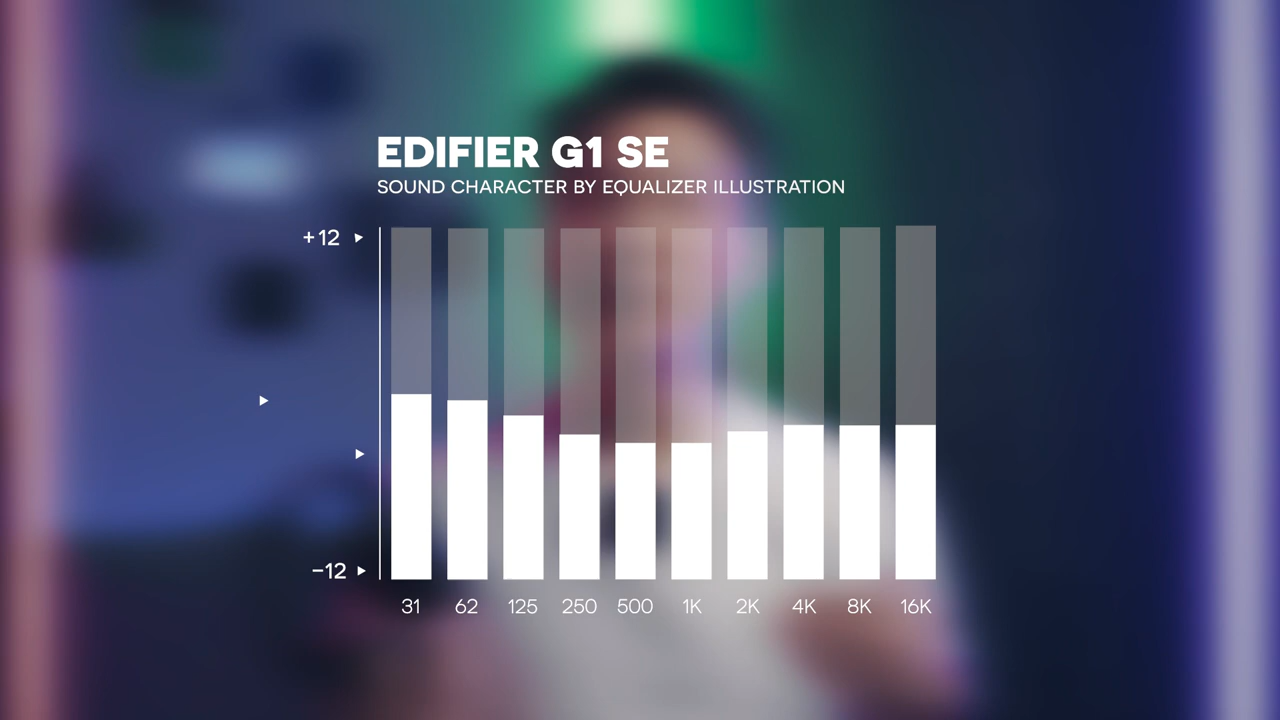 EDIFIER G1 SE
SOUND CHARACTER BY EQUALIZER ILLUSTRATION
+12
−12
31 62 125 250 500 1K 2K 4K 8K 16K